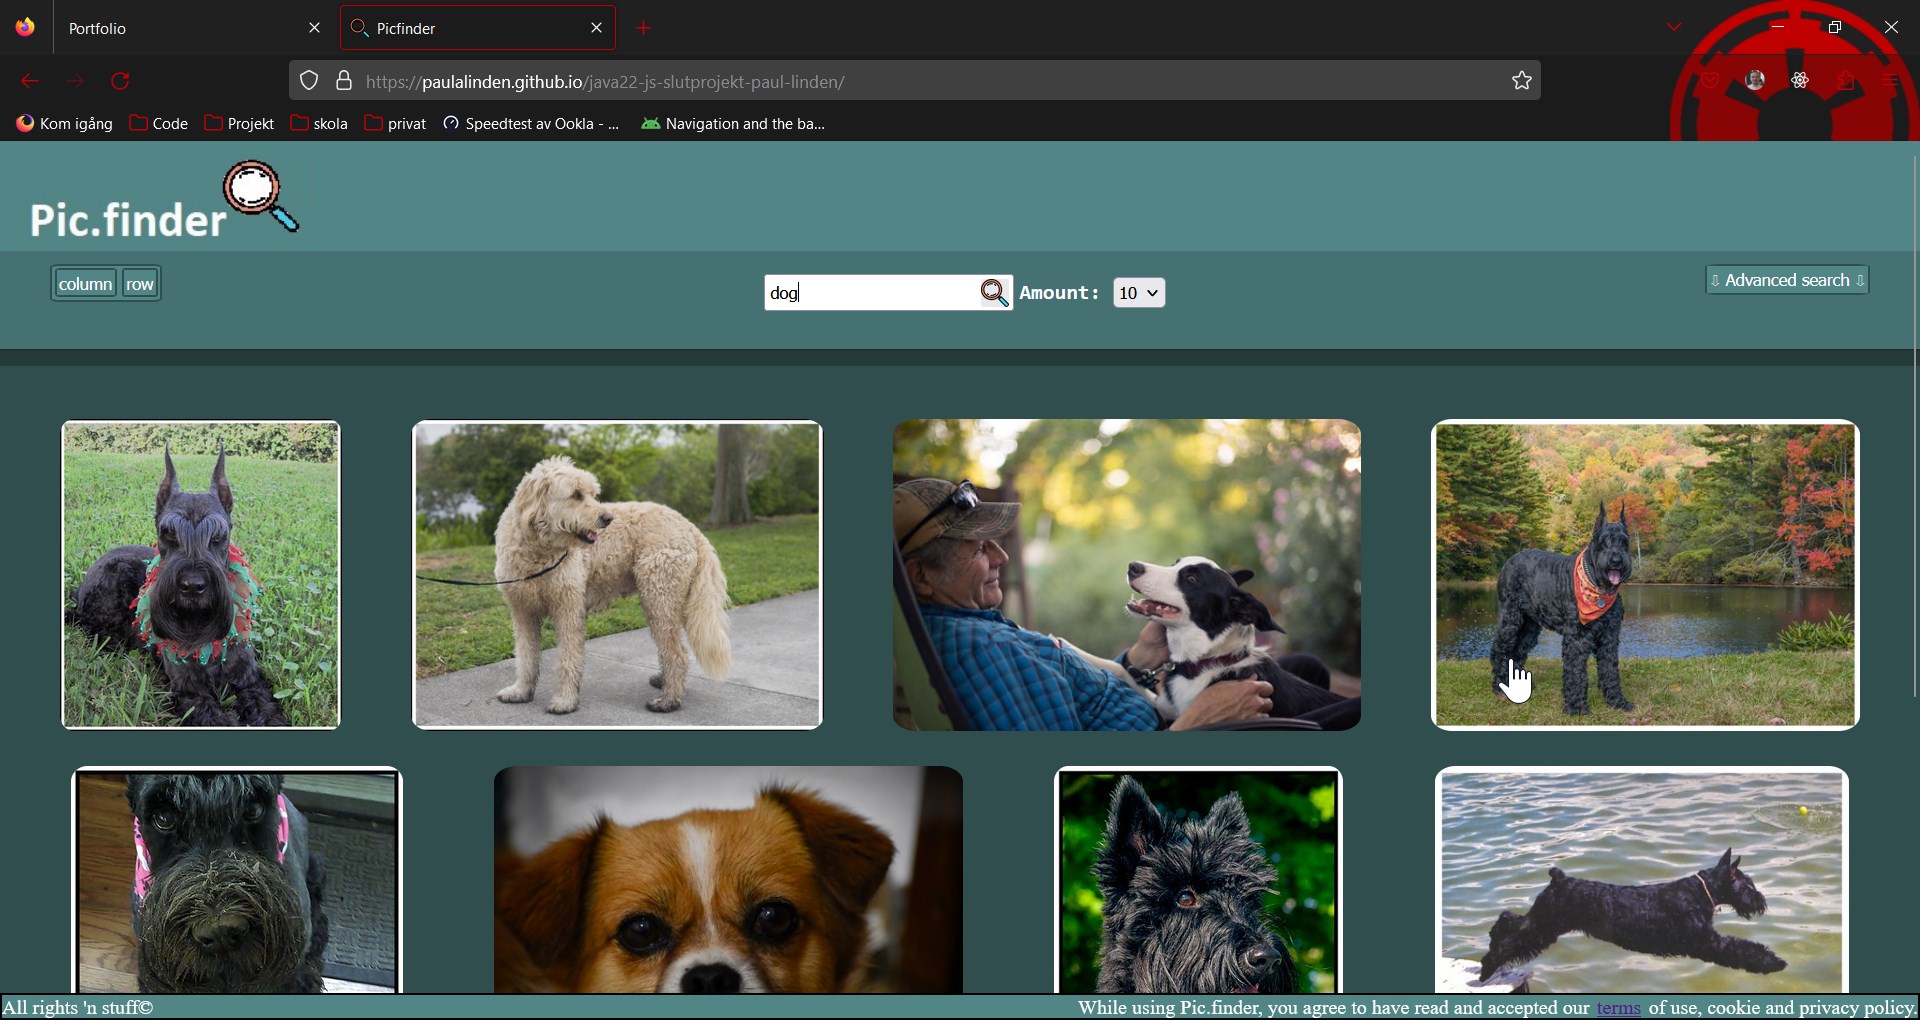 Portfolio
Picfinder
https://paulalinden.github.io/java22-js-slutprojekt-paul-linden/
Kom igång
Code
Projekt
skola
privat
Speedtest av Ookla - ...
Navigation and the ba...
Pic.finder
column
row
dog
Amount:
10
⇩ Advanced search ⇩
All rights 'n stuff©
While using Pic.finder, you agree to have read and accepted our terms of use, cookie and privacy policy.